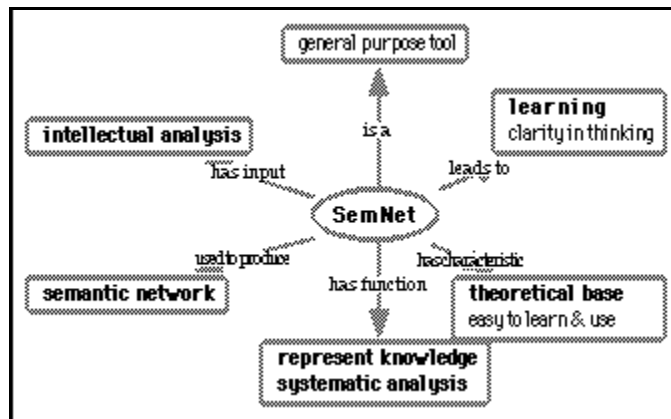 general purpose tool
learning
clarity in thinking
intellectual analysis
is a
has input
leads to
SemNet
used to produce
has characteristic
semantic network
has function
theoretical base
easy to learn & use
represent knowledge
systematic analysis